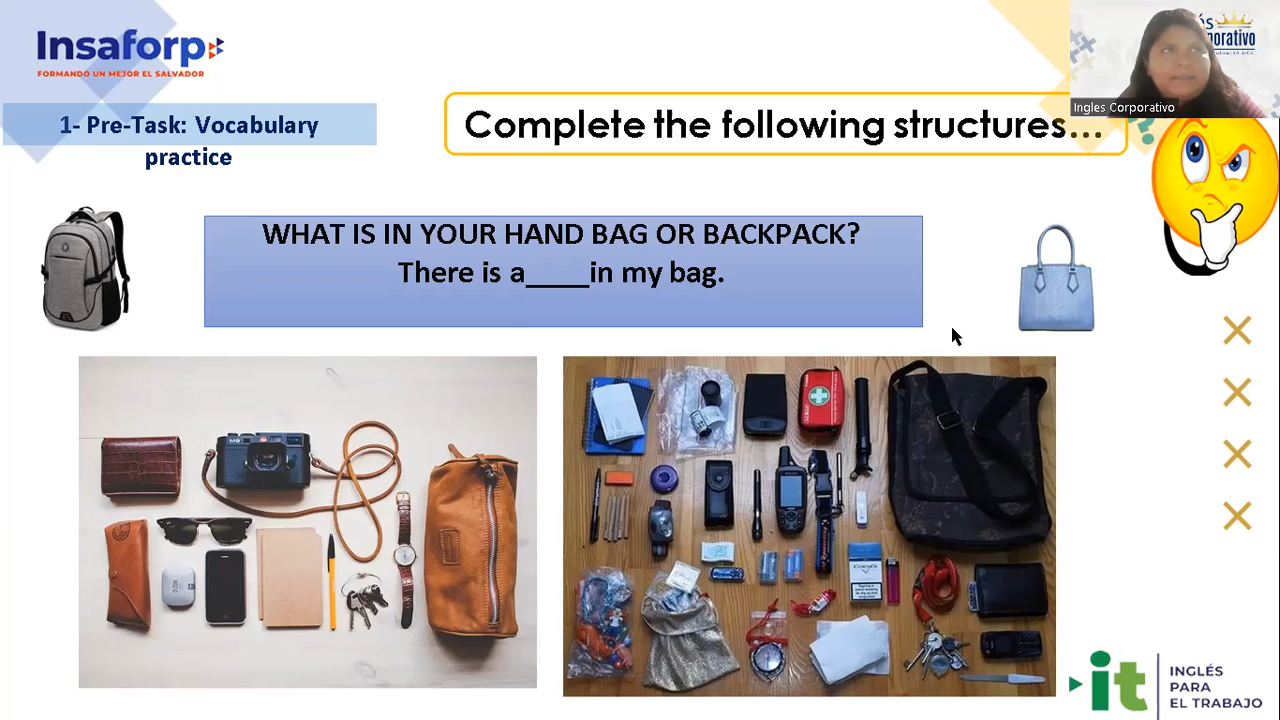 Insaforp
FORMANDO UN MEJOR EL SALVADOR
Ingles Corporativo
1- Pre-Task: Vocabulary
practice
Complete the following structures...
WHAT IS IN YOUR HAND BAG OR BACKPACK?
There is a____in my bag.
it
INGLÉS
PARA
EL TRABAJO